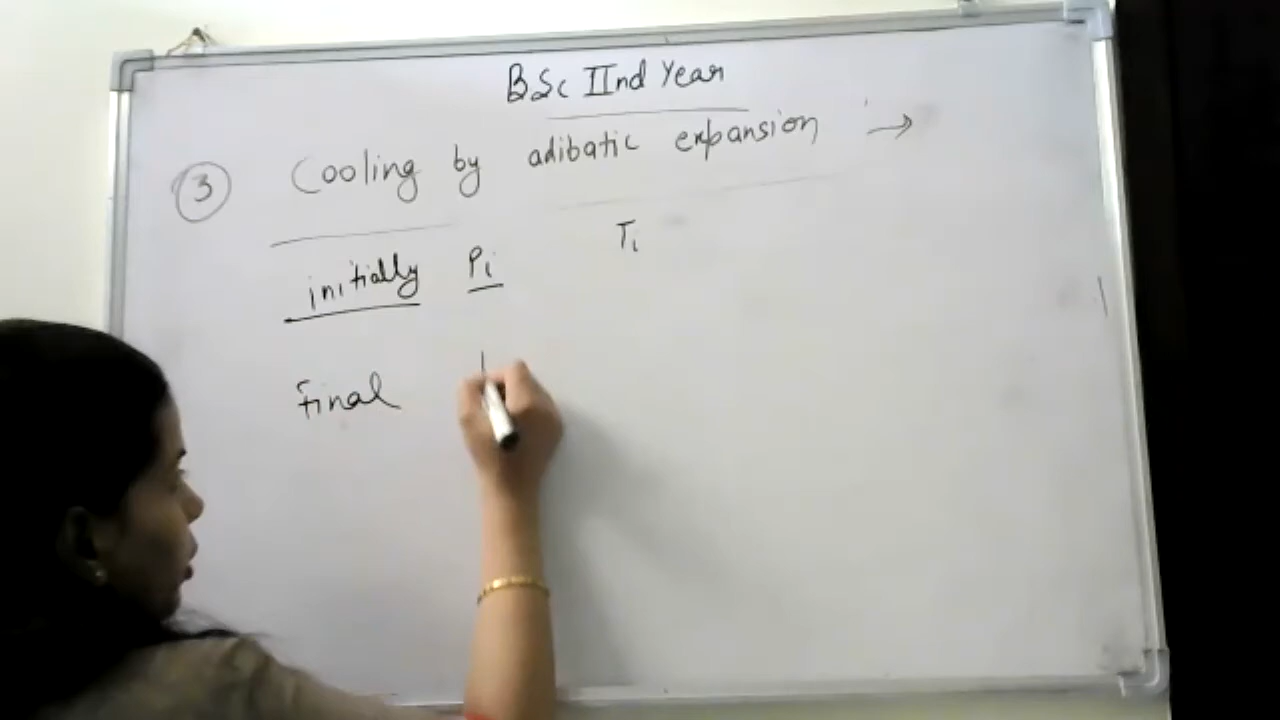 BSc IInd Year
3 Cooling by adibatic expansion →
initially Pi Ti
final